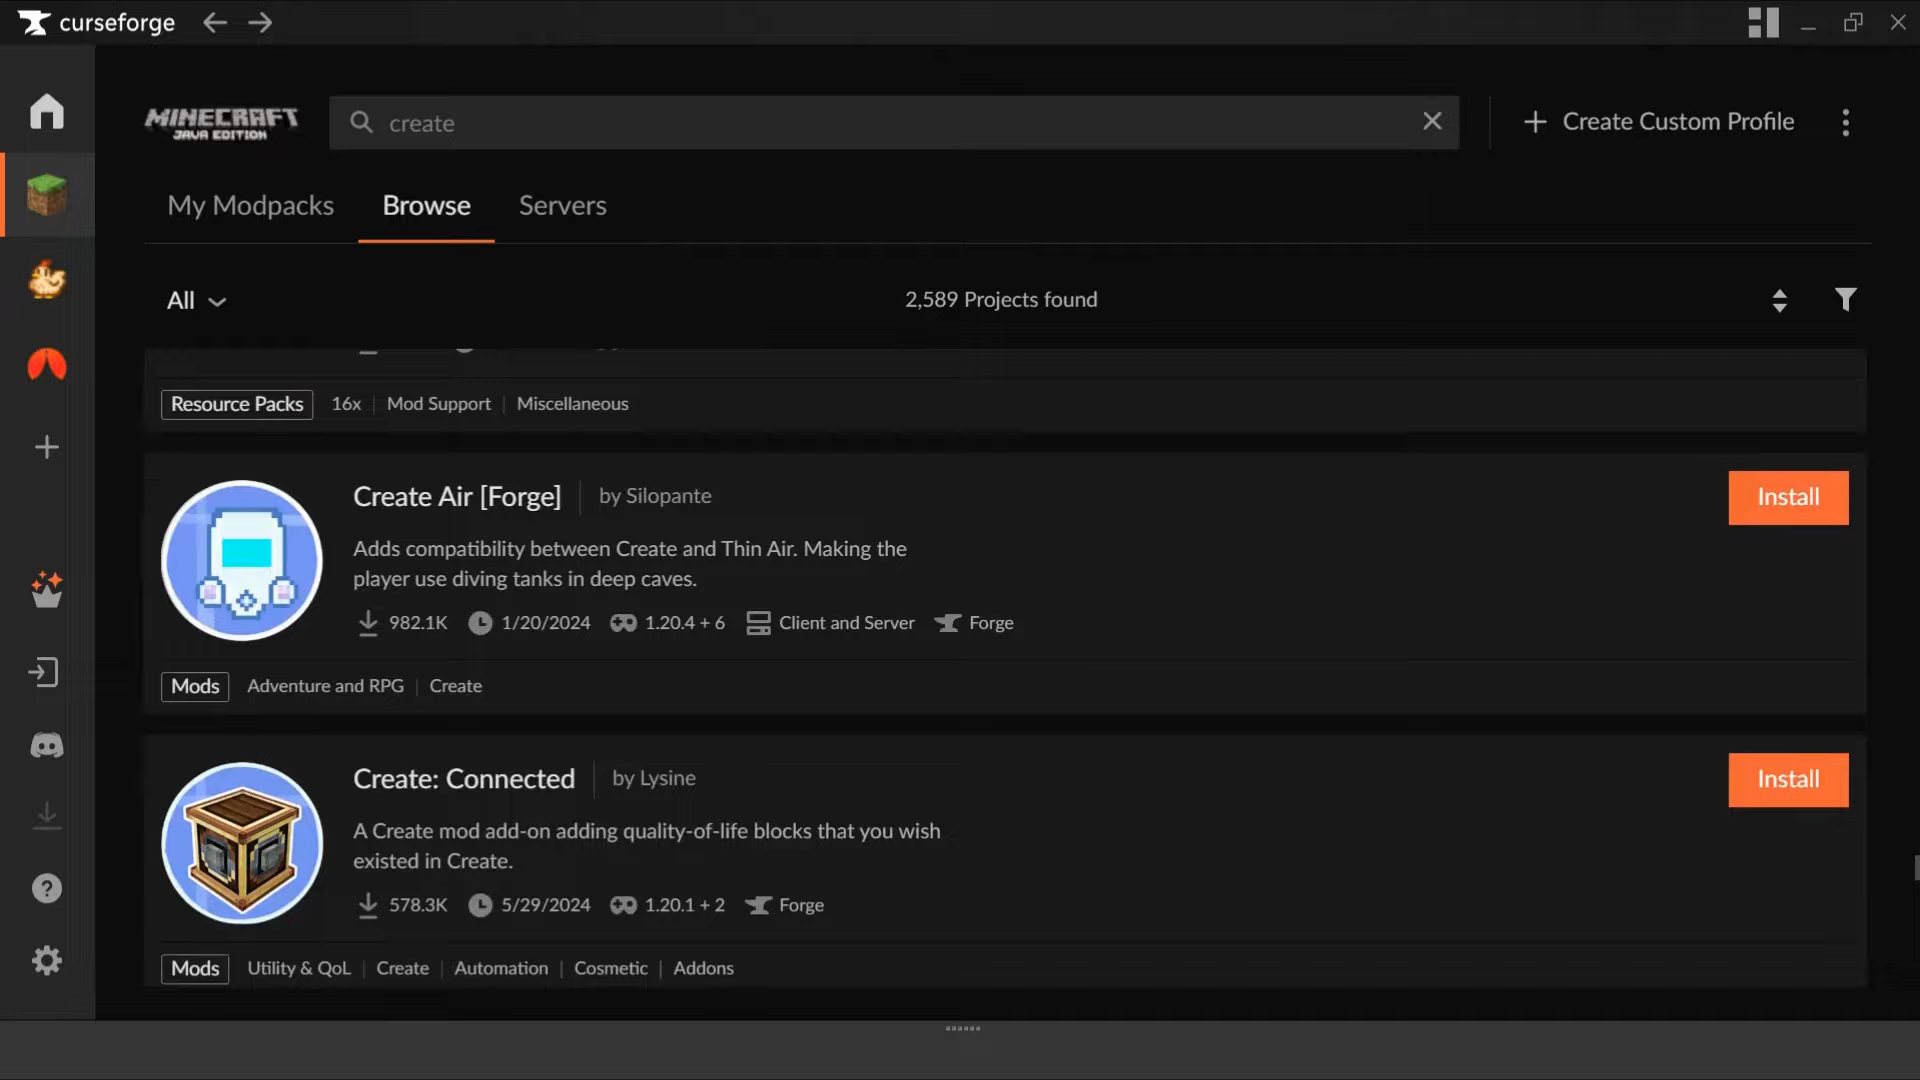 curseforge
MINECRAFT
JAVA EDITION
create
Create Custom Profile
My Modpacks
Browse
Servers
All
2,589 Projects found
Resource Packs
16x
Mod Support
Miscellaneous
Create Air [Forge]
by Silopante
Install
Adds compatibility between Create and Thin Air. Making the
player use diving tanks in deep caves.
982.1K
1/20/2024
1.20.4 + 6
Client and Server
Forge
Mods
Adventure and RPG
Create
Create: Connected
by Lysine
Install
A Create mod add-on adding quality-of-life blocks that you wish
existed in Create.
578.3K
5/29/2024
1.20.1 + 2
Forge
Mods
Utility & QoL
Create
Automation
Cosmetic
Addons